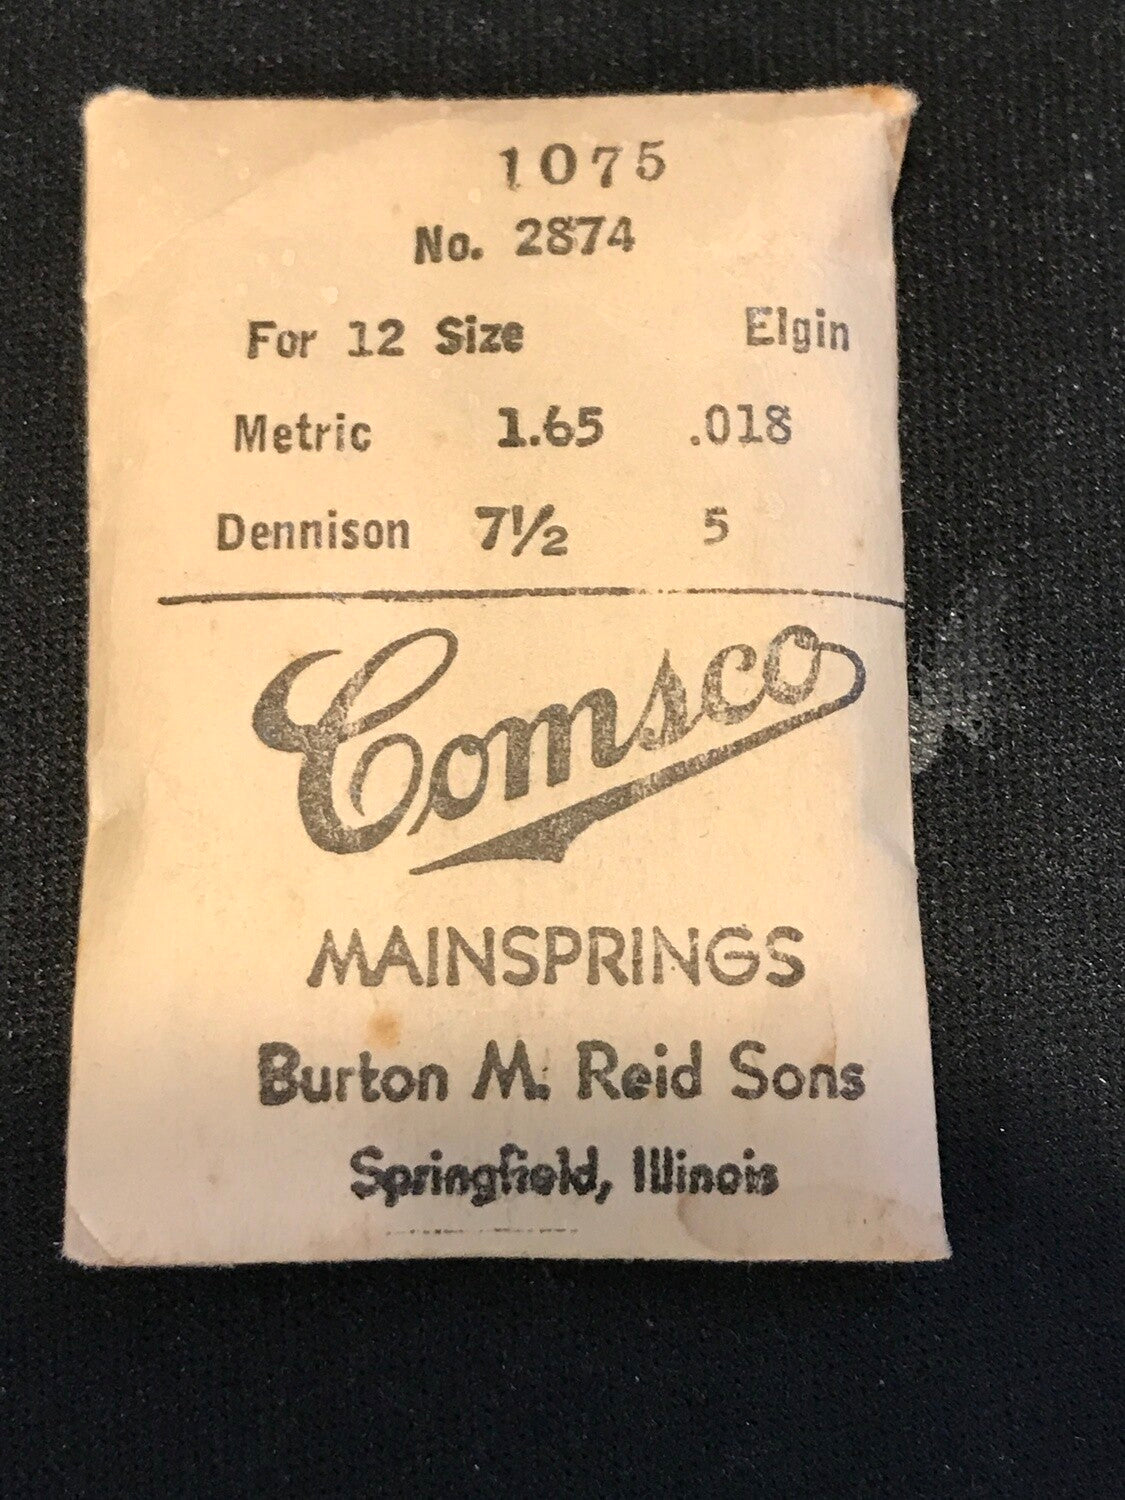 1075
No. 2874
For 12 Size Elgin
Metric 1.65 .018
Dennison 7½ 5
Comsco
MAINSPRINGS
Burton M. Reid Sons
Springfield, Illinois